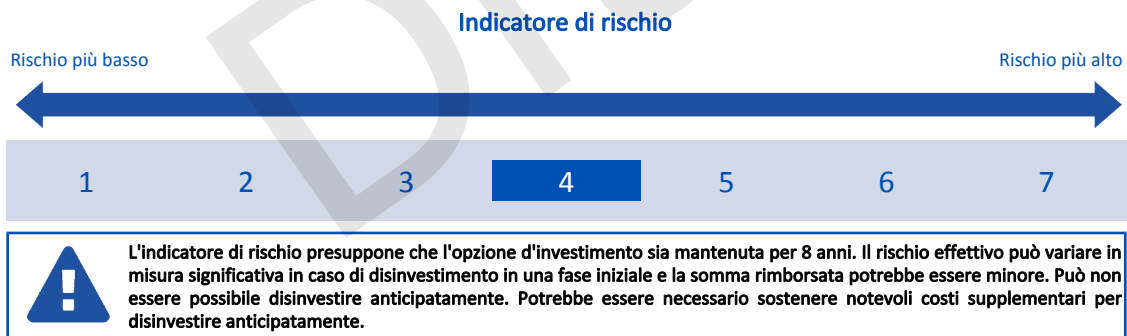 Indicatore di rischio
Rischio più basso
Rischio più alto
1 2 3 4 5 6 7
L'indicatore di rischio presuppone che l'opzione d'investimento sia mantenuta per 8 anni. Il rischio effettivo può variare in
misura significativa in caso di disinvestimento in una fase iniziale e la somma rimborsata potrebbe essere minore. Può non
essere possibile disinvestire anticipatamente. Potrebbe essere necessario sostenere notevoli costi supplementari per
disinvestire anticipatamente.